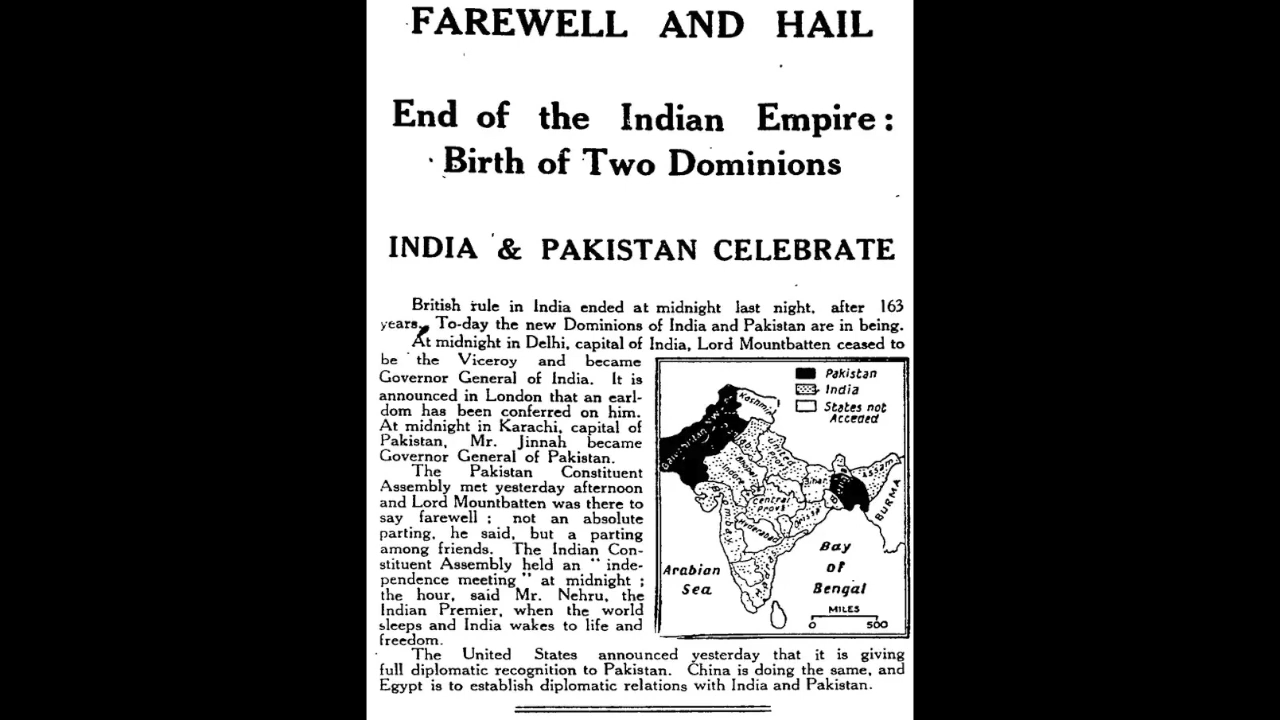 FAREWELL AND HAIL
End of the Indian Empire:
Birth of Two Dominions
INDIA & PAKISTAN CELEBRATE
British rule in India ended at midnight last night, after 163
years. To-day the new Dominions of India and Pakistan are in being.
At midnight in Delhi, capital of India, Lord Mountbatten ceased to
be the Viceroy and became
Governor General of India. It is
announced in London that an earl-
dom has been conferred on him.
At midnight in Karachi, capital of
Pakistan, Mr. Jinnah became
Governor General of Pakistan.
The Pakistan Constituent
Assembly met yesterday afternoon
and Lord Mountbatten was there to
say farewell : not an absolute
parting, he said, but a parting
among friends. The Indian Con-
stituent Assembly held an " inde-
pendence meeting " at midnight ;
the hour, said Mr. Nehru, the
Indian Premier, when the world
sleeps and India wakes to life and
freedom.
Pakistan
India
States not
Acceded
Kashmir
Assam
Bihar
Central
Provs
Orissa
Hyderabad
Bombay
BURMA
Arabian
Sea
Bay
of
Bengal
MILES
0 500
The United States announced yesterday that it is giving
full diplomatic recognition to Pakistan. China is doing the same, and
Egypt is to establish diplomatic relations with India and Pakistan.